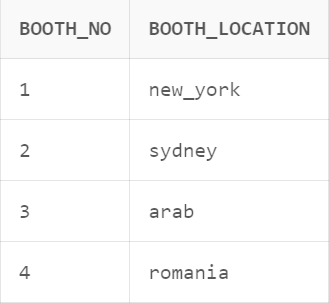 BOOTH_NO BOOTH_LOCATION
1 new_york
2 sydney
3 arab
4 romania